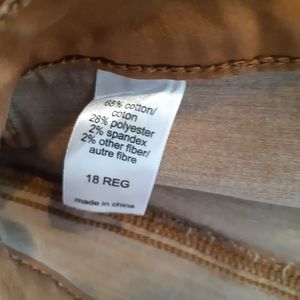 68% cotton/
coton
28% polyester
2% spandex
2% other fiber/
autre fibre
18 REG
made in china